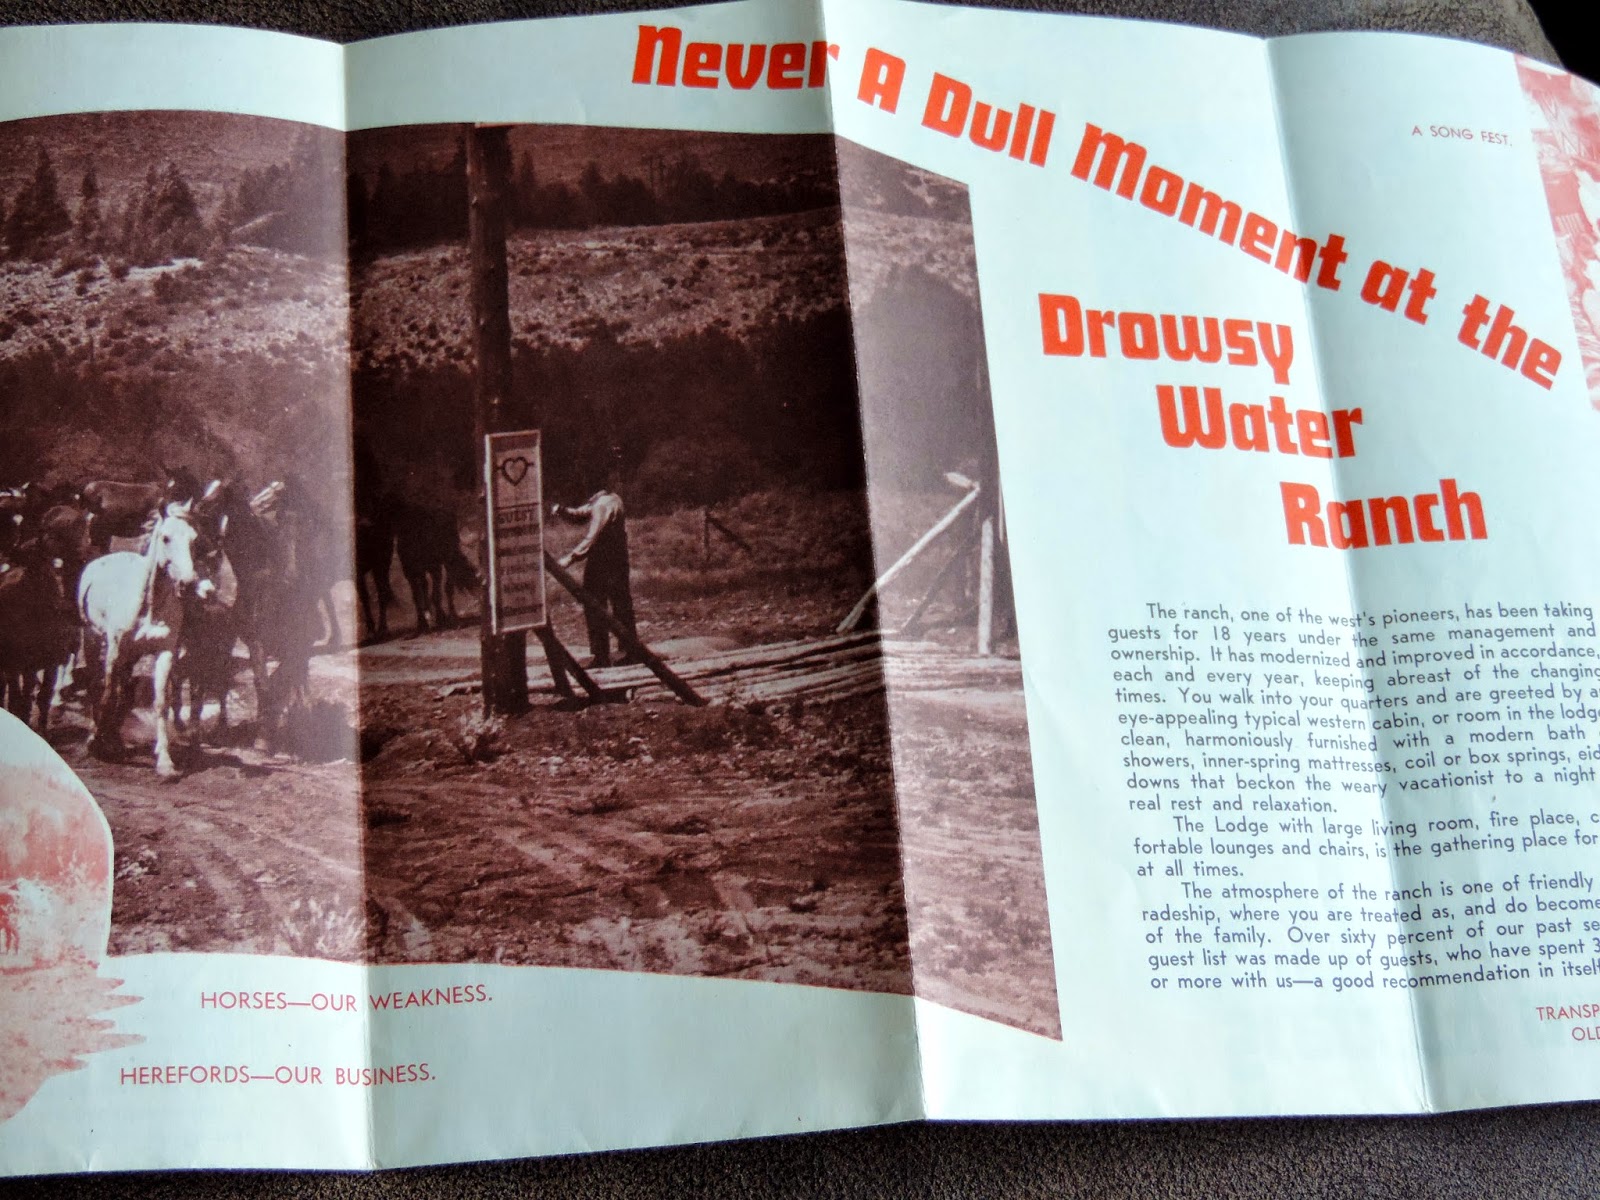 Never A Dull Moment at the
Drowsy
Water
Ranch
A SONG FEST.
GUEST
The ranch, one of the west's pioneers, has been taking
guests for 18 years under the same management and
ownership. It has modernized and improved in accordance,
each and every year, keeping abreast of the changing
times. You walk into your quarters and are greeted by a
eye-appealing typical western cabin, or room in the lodg
clean, harmoniously furnished with a modern bath
showers, inner-spring mattresses, coil or box springs, eid
downs that beckon the weary vacationist to a night
real rest and relaxation.
The Lodge with large living room, fire place, c
fortable lounges and chairs, is the gathering place for
at all times.
The atmosphere of the ranch is one of friendly
radeship, where you are treated as, and do become
of the family. Over sixty percent of our past se
guest list was made up of guests, who have spent 3
or more with us—a good recommendation in itself
TRANSP
OLD
HORSES—OUR WEAKNESS.
HEREFORDS—OUR BUSINESS.